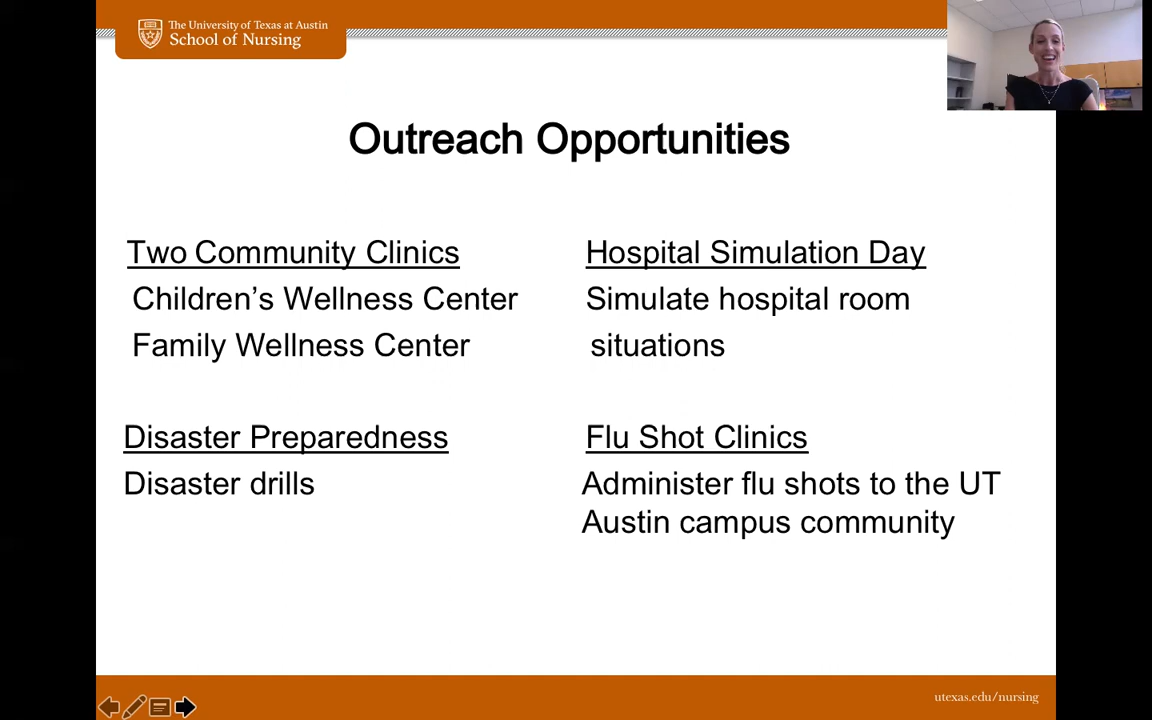 The University of Texas at Austin
School of Nursing
Outreach Opportunities
Two Community Clinics
Children's Wellness Center
Family Wellness Center
Hospital Simulation Day
Simulate hospital room
situations
Disaster Preparedness
Disaster drills
Flu Shot Clinics
Administer flu shots to the UT
Austin campus community
utexas.edu/nursing